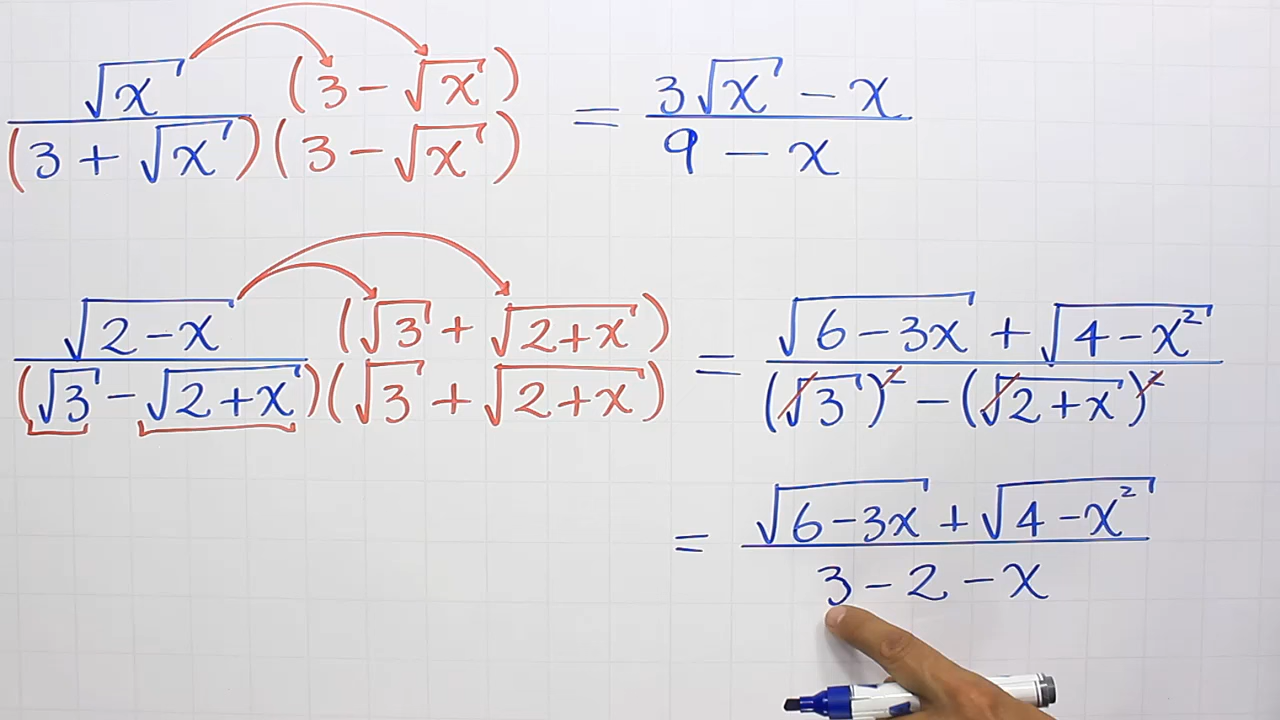 √x (3 - √x)
(3 + √x)(3 - √x)
= 
3√x - x
9 - x
√2 - x (√3 + √2 + x)
(√3 - √2 + x)(√3 + √2 + x)
=
√6 - 3x + √4 - x²
(√3)² - (√2 + x)²
=
√6 - 3x + √4 - x²
3 - 2 - x